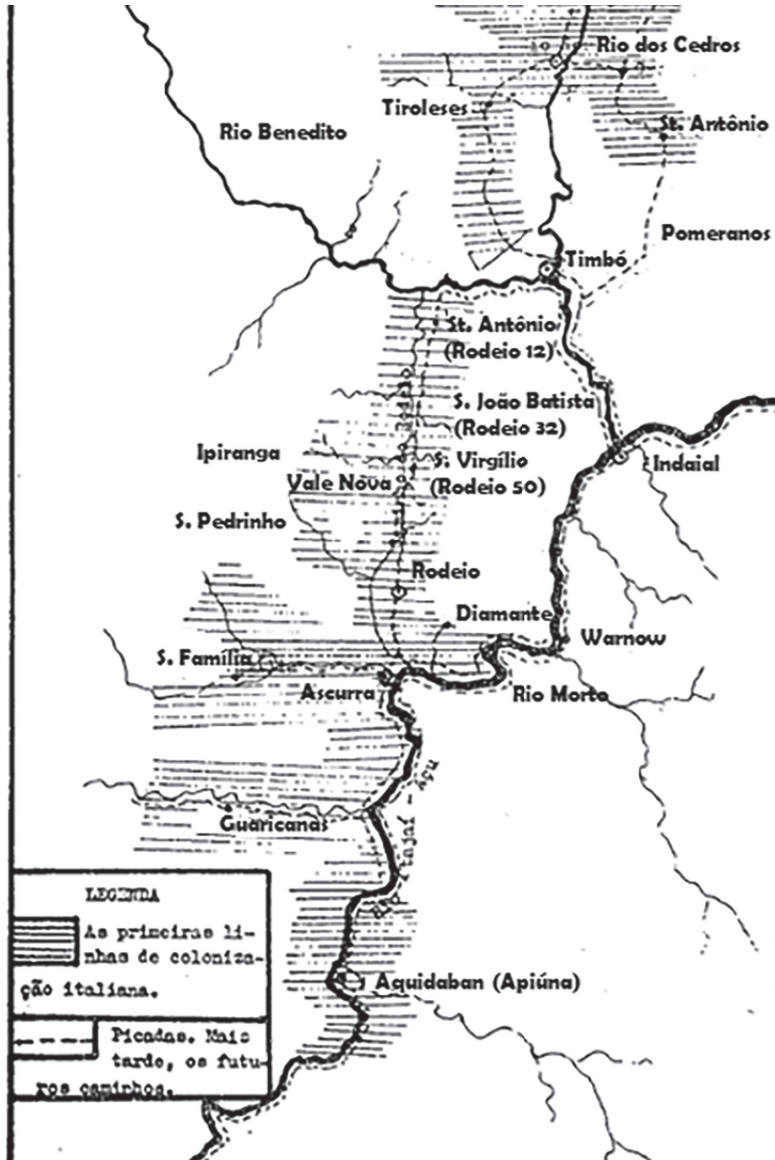 Rio dos Cedros
Tiroleses
St. Antônio
Rio Benedito
Pomeranos
Timbó
St. Antônio
(Rodeio 12)
S. João Batista
(Rodeio 32)
Ipiranga
S. Virgílio
(Rodeio 50)
Indaial
Vale Nova
S. Pedrinho
Rodeio
Diamante
Warnow
S. Família
Ascurra
Rio Morto
Itajaí - Açu
Guaricanas
LEGENDA
As primeiras li-
nhas de coloniza-
ção italiana.
Aquidaban (Apiúna)
Picadas. Mais
tarde, os futu-
ros caminhos.